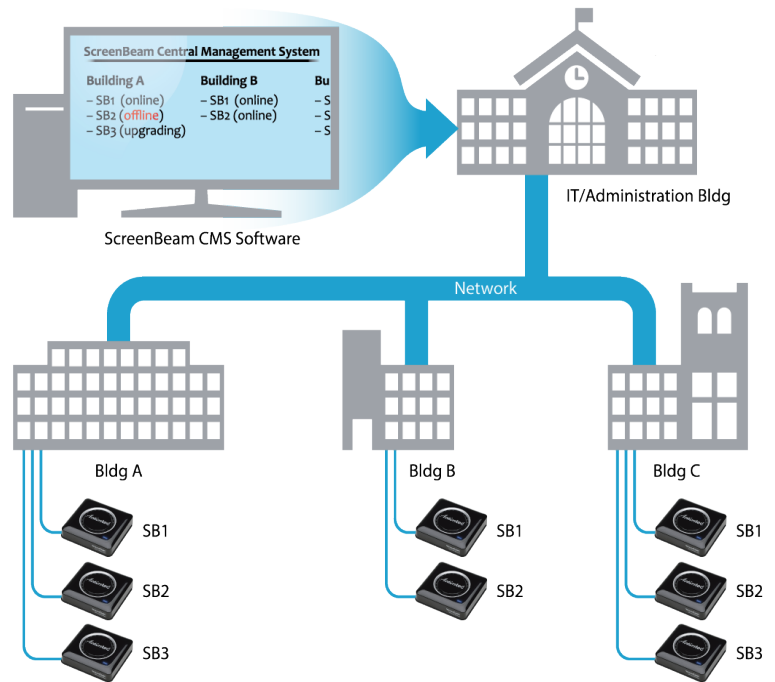 ScreenBeam Central Management System
Building A Building B Bu
– SB1 (online) – SB1 (online) – S
– SB2 (offline) – SB2 (online) – S
– SB3 (upgrading) – S
IT/Administration Bldg
ScreenBeam CMS Software
Network
Bldg A Bldg B Bldg C
SB1 SB1 SB1
SB2 SB2 SB2
SB3 SB3